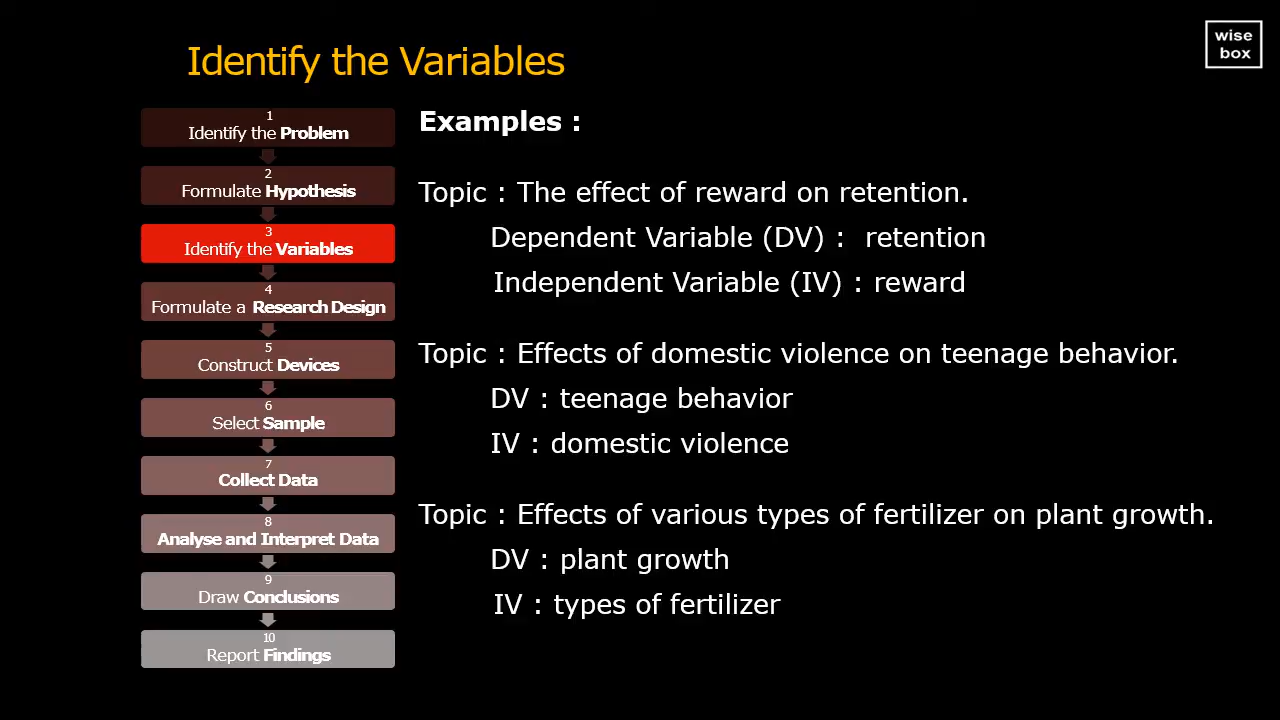 Identify the Variables
wise
box
1
Identify the Problem
2
Formulate Hypothesis
3
Identify the Variables
4
Formulate a Research Design
5
Construct Devices
6
Select Sample
7
Collect Data
8
Analyse and Interpret Data
9
Draw Conclusions
10
Report Findings
Examples :
Topic : The effect of reward on retention.
Dependent Variable (DV) : retention
Independent Variable (IV) : reward
Topic : Effects of domestic violence on teenage behavior.
DV : teenage behavior
IV : domestic violence
Topic : Effects of various types of fertilizer on plant growth.
DV : plant growth
IV : types of fertilizer